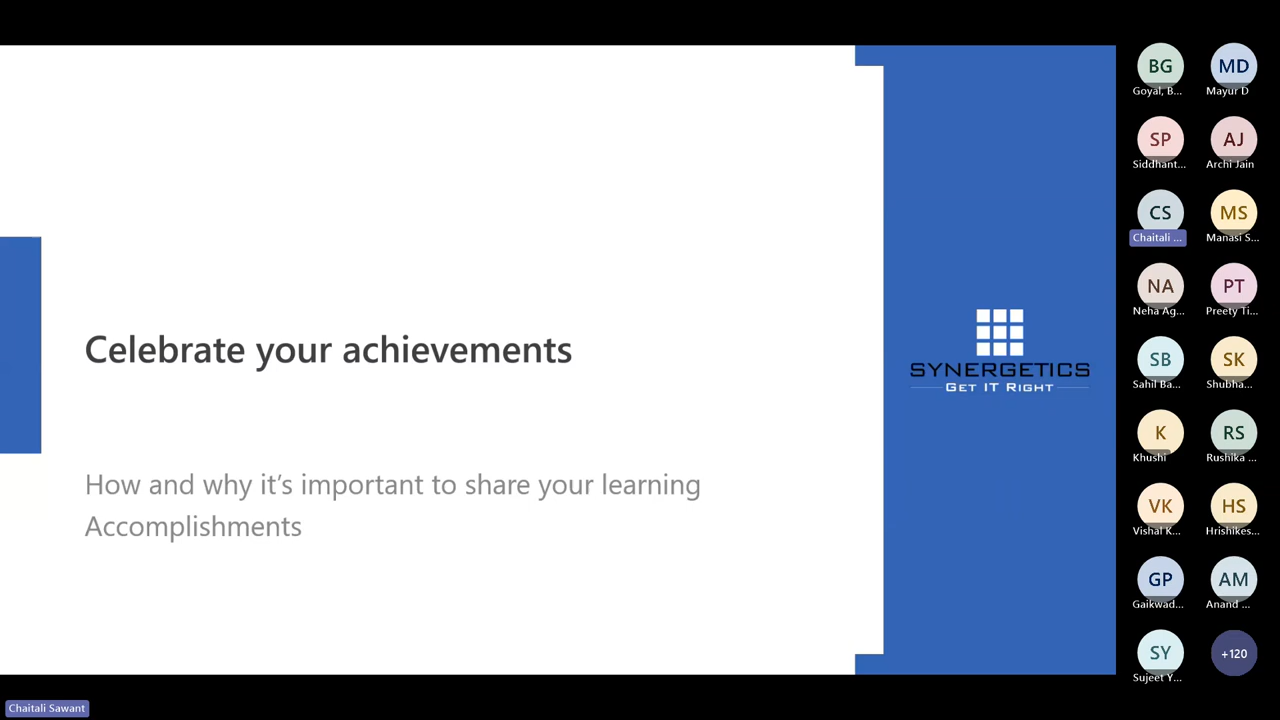 Celebrate your achievements
How and why it's important to share your learning
Accomplishments
SYNERGETICS
GET IT RIGHT
BG
Goyal, B...
MD
Mayur D
SP
Siddhant...
AJ
Archi Jain
CS
Chaitali ...
MS
Manasi S...
NA
Neha Ag...
PT
Preety Ti...
SB
Sahil Ba...
SK
Shubha...
K
Khushi
RS
Rushika ...
VK
Vishal K...
HS
Hrishikes...
GP
Gaikwad...
AM
Anand ...
SY
Sujeet Y...
+120
Chaitali Sawant